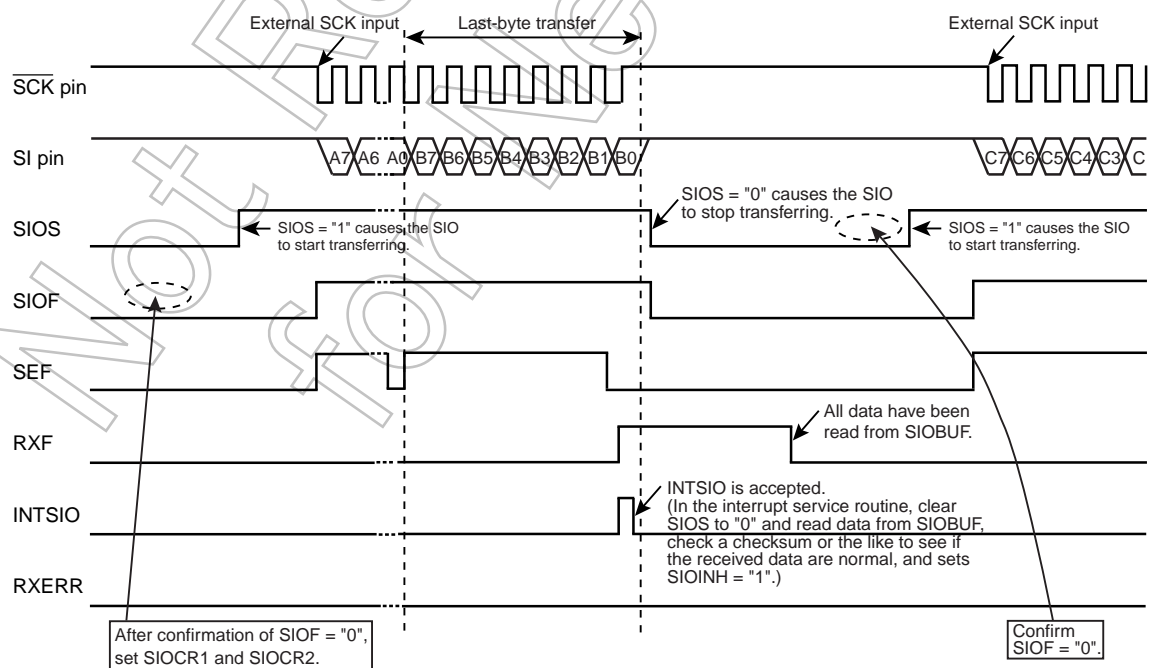 External SCK input
Last-byte transfer
External SCK input
SCK pin
SI pin
A7 A6 A0 B7 B6 B5 B4 B3 B2 B1 B0
C7 C6 C5 C4 C3 C
SIOS
SIOS = "1" causes the SIO
to start transferring.
SIOS = "0" causes the SIO
to stop transferring.
SIOS = "1" causes the SIO
to start transferring.
SIOF
SEF
RXF
All data have been
read from SIOBUF.
INTSIO
INTSIO is accepted.
(In the interrupt service routine, clear
SIOS to "0" and read data from SIOBUF,
check a checksum or the like to see if
the received data are normal, and sets
SIOINH = "1".)
RXERR
After confirmation of SIOF = "0",
set SIOCR1 and SIOCR2.
Confirm
SIOF = "0".
Not R
for Ne